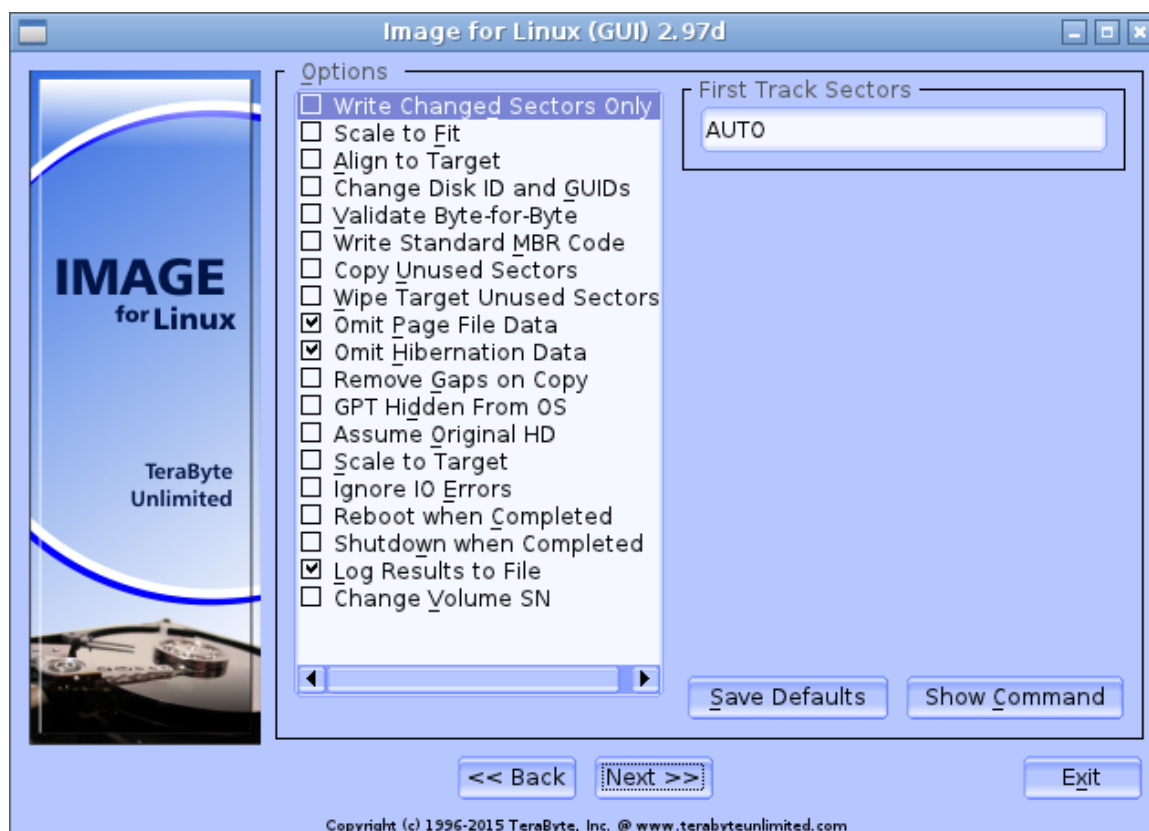 Image for Linux (GUI) 2.97d
IMAGE
for Linux
TeraByte
Unlimited
Options
Write Changed Sectors Only
Scale to Fit
Align to Target
Change Disk ID and GUIDs
Validate Byte-for-Byte
Write Standard MBR Code
Copy Unused Sectors
Wipe Target Unused Sectors
Omit Page File Data
Omit Hibernation Data
Remove Gaps on Copy
GPT Hidden From OS
Assume Original HD
Scale to Target
Ignore IO Errors
Reboot when Completed
Shutdown when Completed
Log Results to File
Change Volume SN
First Track Sectors
AUTO
Save Defaults
Show Command
<< Back
Next >>
Exit
Copyright (c) 1996-2015 TeraByte, Inc. @ www.terabyteunlimited.com